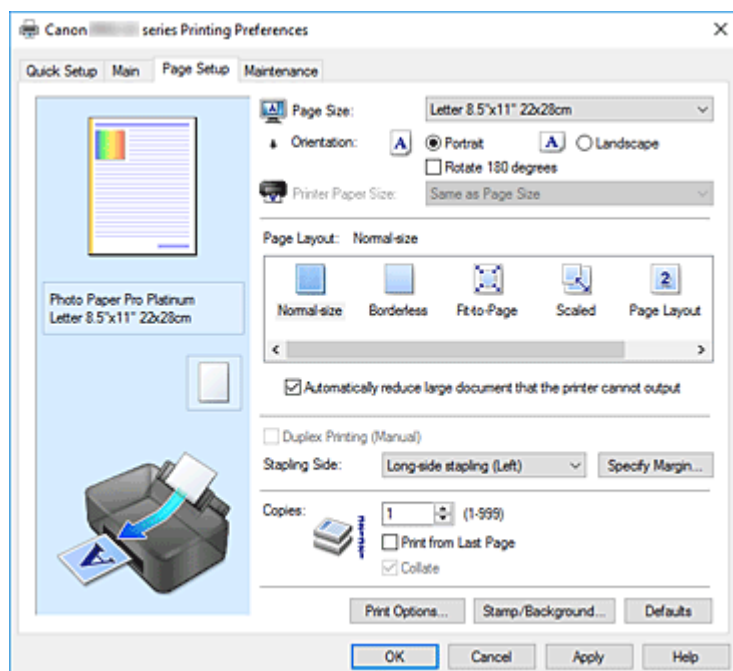 Canon series Printing Preferences
Quick Setup Main Page Setup Maintenance
Page Size: Letter 8.5"x11" 22x28cm
Orientation: A Portrait A Landscape
Rotate 180 degrees
Printer Paper Size: Same as Page Size
Page Layout: Normal-size
2
Normal-size Borderless Fit-to-Page Scaled Page Layout
Photo Paper Pro Platinum
Letter 8.5"x11" 22x28cm
Automatically reduce large document that the printer cannot output
Duplex Printing (Manual)
Stapling Side: Long-side stapling (Left) Specify Margin...
Copies: 1 (1-999)
Print from Last Page
Collate
A
Print Options... Stamp/Background... Defaults
OK Cancel Apply Help